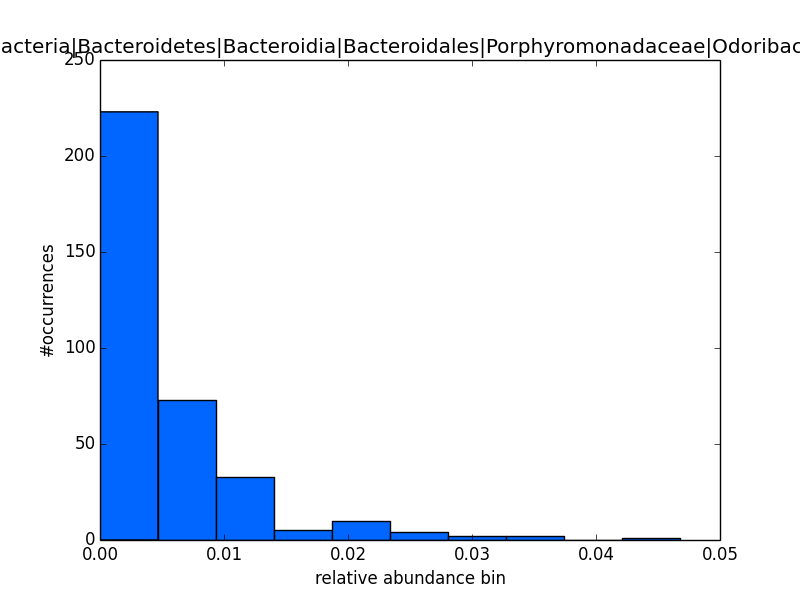 acteria|Bacteroidetes|Bacteroidia|Bacteroidales|Porphyromonadaceae|Odoribac
250
200
150
100
50
0
#occurrences
0.00 0.01 0.02 0.03 0.04 0.05
relative abundance bin